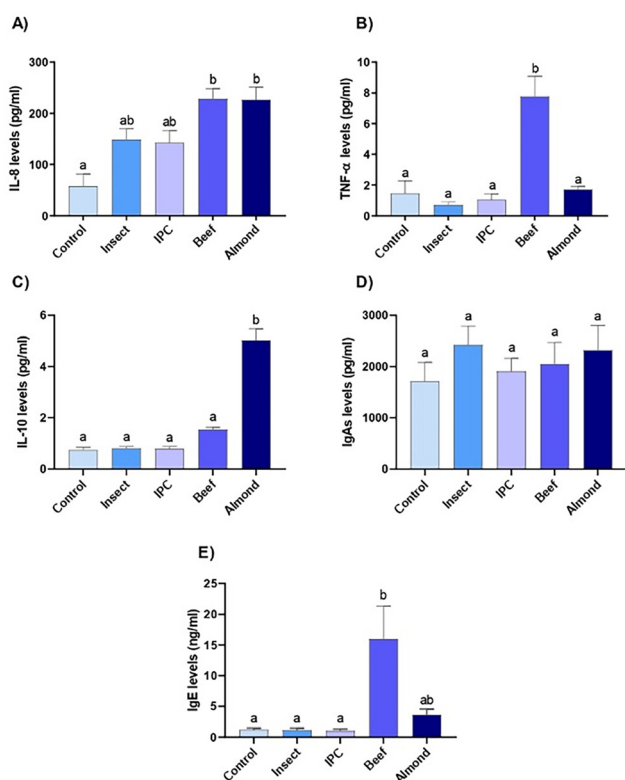 A)
IL-8 levels (pg/ml)
300
200
100
0
a
ab
ab
b
b
Control
Insect
IPC
Beef
Almond
B)
TNF-α levels (pg/ml)
10
8
6
4
2
0
a
a
a
b
a
Control
Insect
IPC
Beef
Almond
C)
IL-10 levels (pg/ml)
6
4
2
0
a
a
a
a
b
Control
Insect
IPC
Beef
Almond
D)
IgAs levels (pg/ml)
3000
2000
1000
0
a
a
a
a
a
Control
Insect
IPC
Beef
Almond
E)
IgE levels (ng/ml)
25
20
15
10
5
0
a
a
a
b
ab
Control
Insect
IPC
Beef
Almond